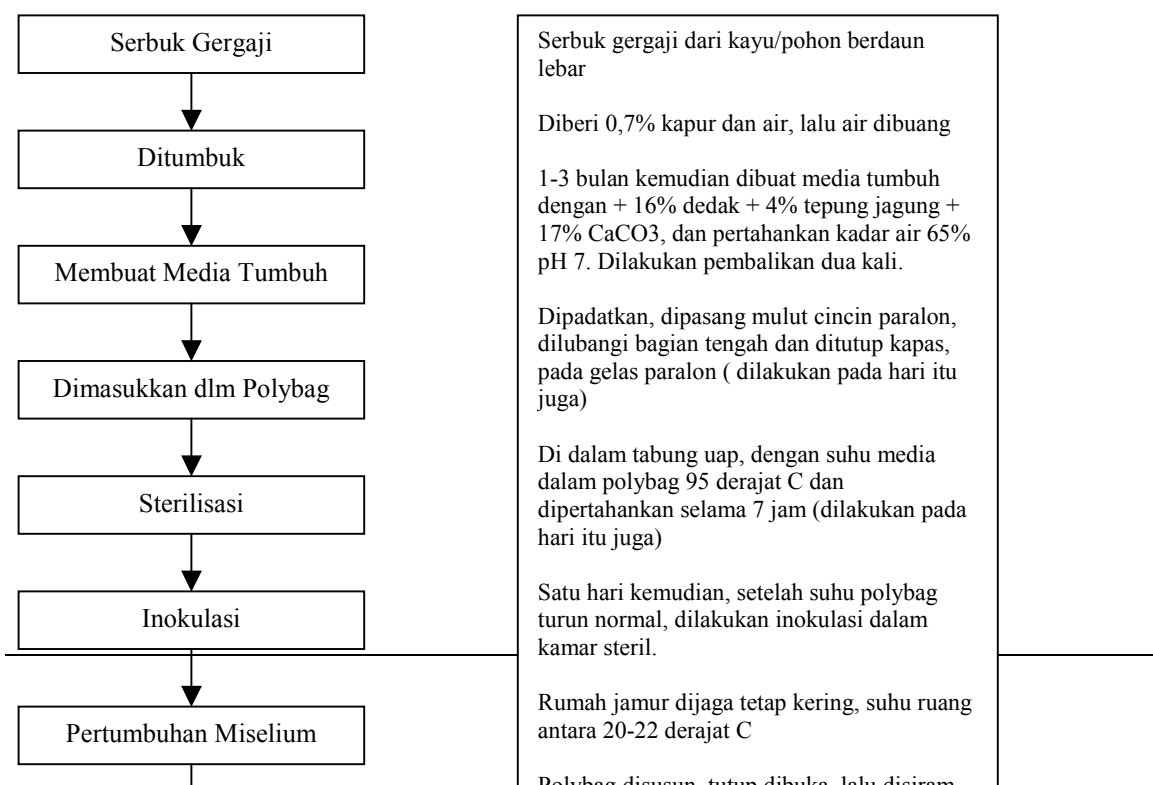 Serbuk Gergaji
Ditumbuk
Membuat Media Tumbuh
Dimasukkan dlm Polybag
Sterilisasi
Inokulasi
Pertumbuhan Miselium
Serbuk gergaji dari kayu/pohon berdaun
lebar
Diberi 0,7% kapur dan air, lalu air dibuang
1-3 bulan kemudian dibuat media tumbuh
dengan + 16% dedak + 4% tepung jagung +
17% CaCO3, dan pertahankan kadar air 65%
pH 7. Dilakukan pembalikan dua kali.
Dipadatkan, dipasang mulut cincin paralon,
dilubangi bagian tengah dan ditutup kapas,
pada gelas paralon ( dilakukan pada hari itu
juga)
Di dalam tabung uap, dengan suhu media
dalam polybag 95 derajat C dan
dipertahankan selama 7 jam (dilakukan pada
hari itu juga)
Satu hari kemudian, setelah suhu polybag
turun normal, dilakukan inokulasi dalam
kamar steril.
Rumah jamur dijaga tetap kering, suhu ruang
antara 20-22 derajat C
Polybag disusun, tutup dibuka, lalu disiram